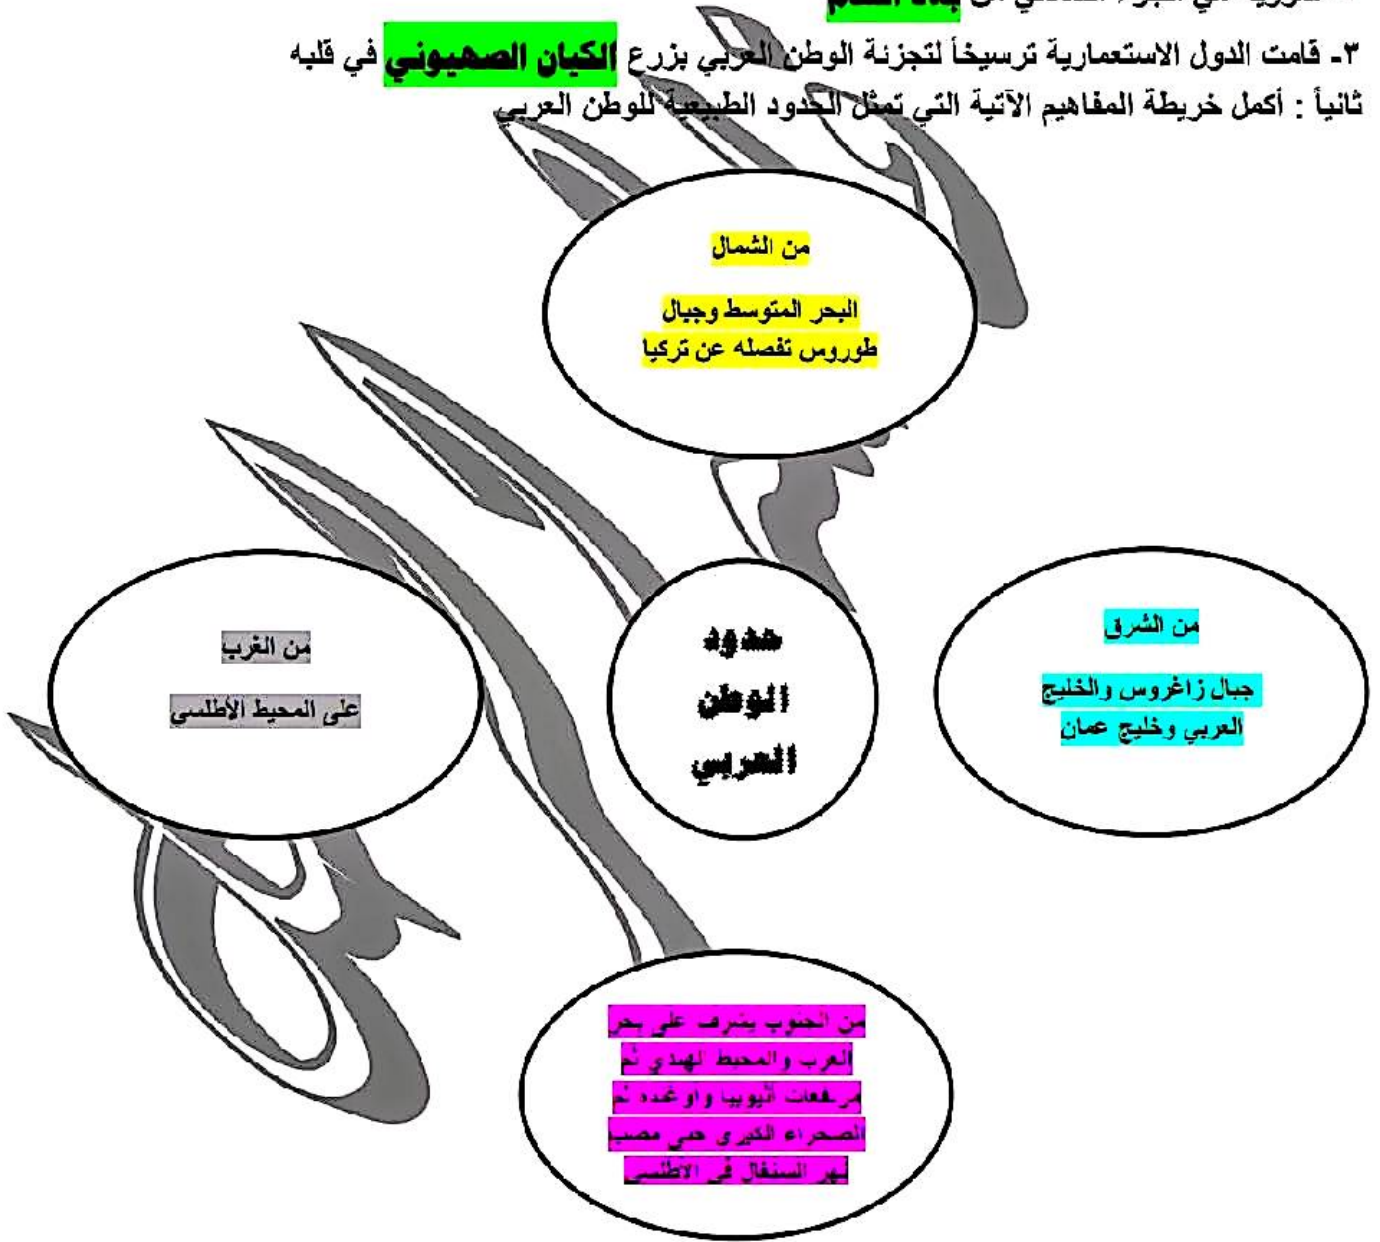 بلاد الشام
٣- قامت الدول الاستعمارية ترسيخاً لتجزئة الوطن العربي بزرع الكيان الصهيوني في قلبه
ثانياً : أكمل خريطة المفاهيم الآتية التي تمثل الحدود الطبيعية للوطن العربي
من الشمال
البحر المتوسط وجبال
طوروس تفصله عن تركيا
من الشرق
جبال زاغروس والخليج
العربي وخليج عمان
حدود
الوطن
العربي
من الغرب
على المحيط الأطلسي
من الجنوب يشرف على بحر
العرب والمحيط الهندي ثم
مرتفعات أثيوبيا وأوغنده ثم
الصحراء الكبرى حتى مصب
نهر السنغال في الأطلسي